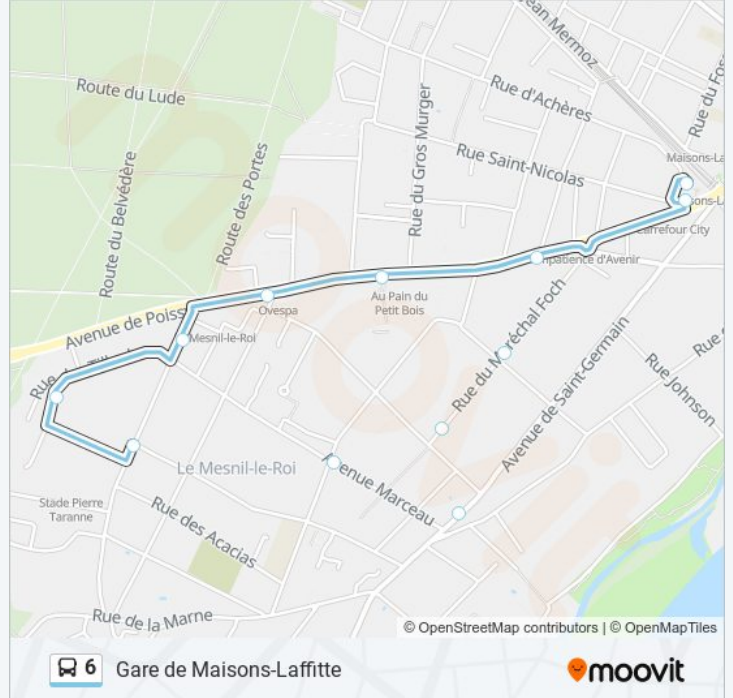 Jean Mermoz
Route du Lude
Rue d'Achères
Rue du Gros Murger
Rue Saint-Nicolas
Route du Belvédère
Route des Portes
Carrefour City
d'Avenir
Au Pain du
Petit Bois
Ovespa
Avenue de
Mesnil-le-Roi
Rue du Maréchal Foch
Avenue de Saint-Germain
Rue Johnson
Le Mesnil-le-Roi
Avenue Marceau
Stade Pierre
Taranne
Rue des Acacias
Rue de la Marne
© OpenStreetMap contributors | © OpenMapTiles
6 Gare de Maisons-Laffitte
moovit